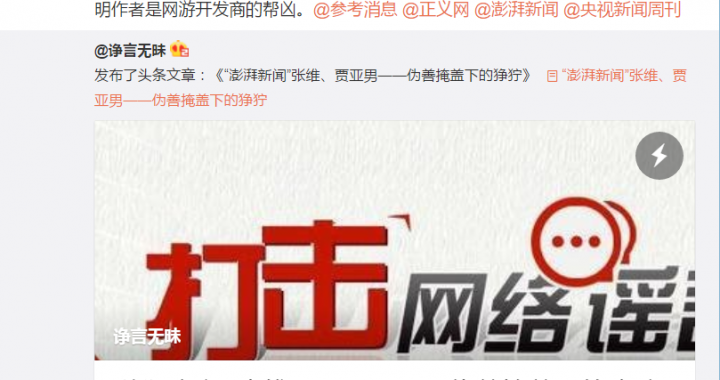 明作者是网游开发商的帮凶。@参考消息 @正义网 @澎湃新闻 @央视新闻周刊
@诤言无昧
发布了头条文章：《“澎湃新闻”张维、贾亚男——伪善掩盖下的狰狞》 “澎湃新闻”张维、贾
亚男——伪善掩盖下的狰狞
打击
网络谣
诤言无昧